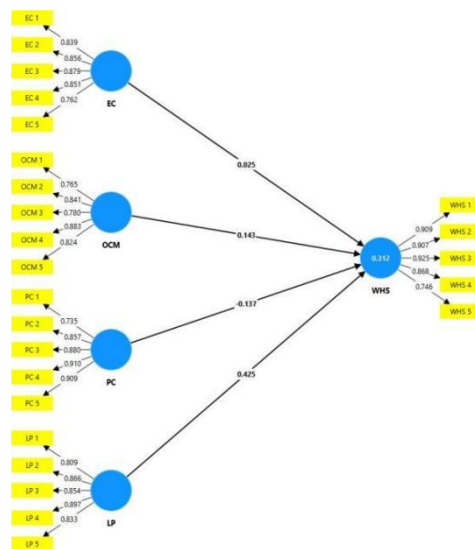 EC 1
0.839
EC 2
0.856
EC 3
0.879
EC 4
0.851
EC 5
0.762
EC
0.025
OCM 1
0.765
OCM 2
0.841
OCM 3
0.780
OCM 4
0.883
OCM 5
0.824
OCM
0.143
PC 1
0.735
PC 2
0.857
PC 3
0.880
PC 4
0.910
PC 5
0.909
PC
-0.137
LP 1
0.809
LP 2
0.866
LP 3
0.854
LP 4
0.897
LP 5
0.833
LP
0.425
0.312
WHS
WHS 1
0.909
WHS 2
0.907
WHS 3
0.925
WHS 4
0.868
WHS 5
0.746